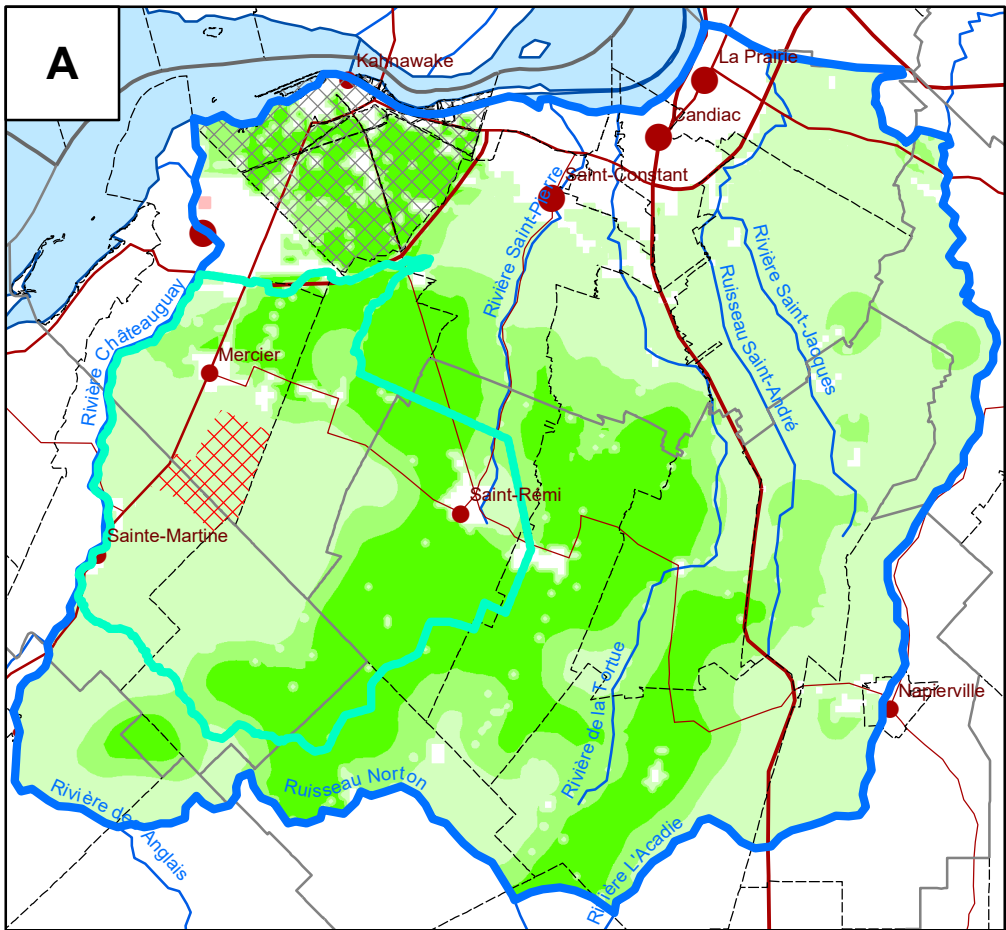 A
Kahnawake
La Prairie
Candiac
Saint-Constant
Rivière Saint-Pierre
Rivière Châteauguay
Ruisseau Saint-André
Rivière Saint-Jacques
Mercier
Saint-Rémi
Sainte-Martine
Rivière de la Tortue
Napierville
Ruisseau Norton
Rivière des Anglais
Rivière L'Acadie